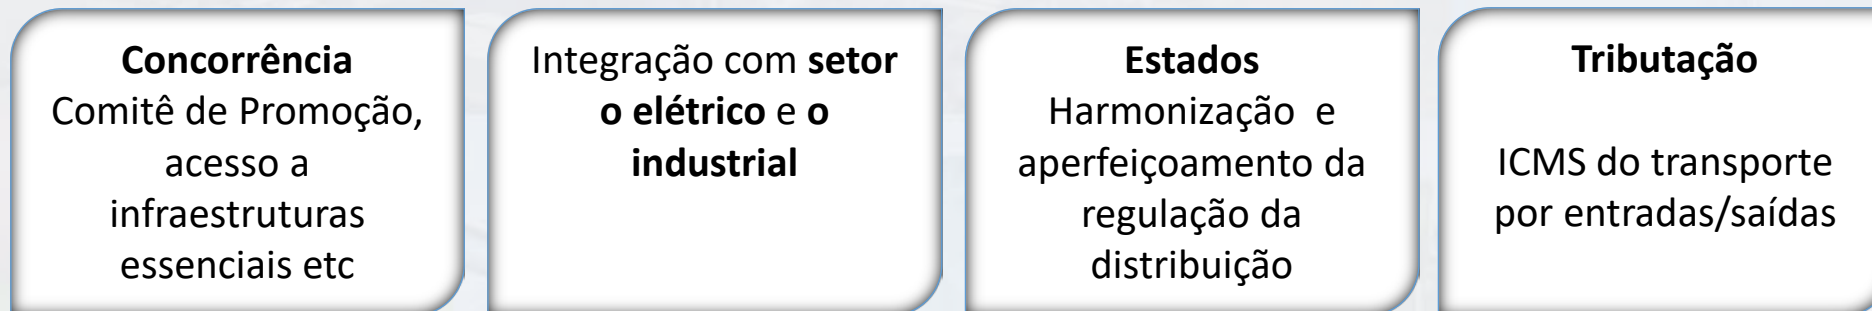 Concorrência
Comitê de Promoção,
acesso a
infraestruturas
essenciais etc
Integração com setor
o elétrico e o
industrial
Estados
Harmonização e
aperfeiçoamento da
regulação da
distribuição
Tributação
ICMS do transporte
por entradas/saídas